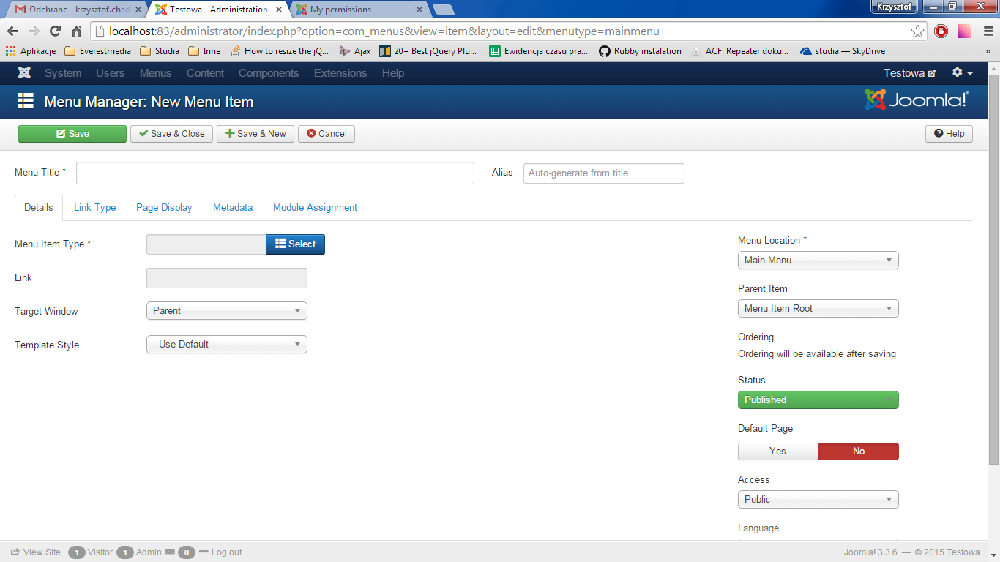 Odebrane - krzysztof.chad
Testowa - Administration
My permissions
Krzysztof
localhost:83/administrator/index.php?option=com_menus&view=item&layout=edit&menutype=mainmenu
Aplikacje Everestmedia Studia Inne How to resize the jQ... Ajax 20+ Best jQuery Plu... Ewidencja czasu pra... Rubby instalation ACF Repeater doku... studia — SkyDrive »
System Users Menus Content Components Extensions Help Testowa
Menu Manager: New Menu Item Joomla!®
Save Save & Close Save & New Cancel Help
Menu Title * Alias Auto-generate from title
Details Link Type Page Display Metadata Module Assignment
Menu Item Type * Select
Link
Target Window Parent
Template Style - Use Default -
Menu Location *
Main Menu
Parent Item
Menu Item Root
Ordering
Ordering will be available after saving
Status
Published
Default Page
Yes No
Access
Public
Language
View Site 1 Visitor 1 Admin 0 Log out Joomla! 3.3.6 — © 2015 Testowa